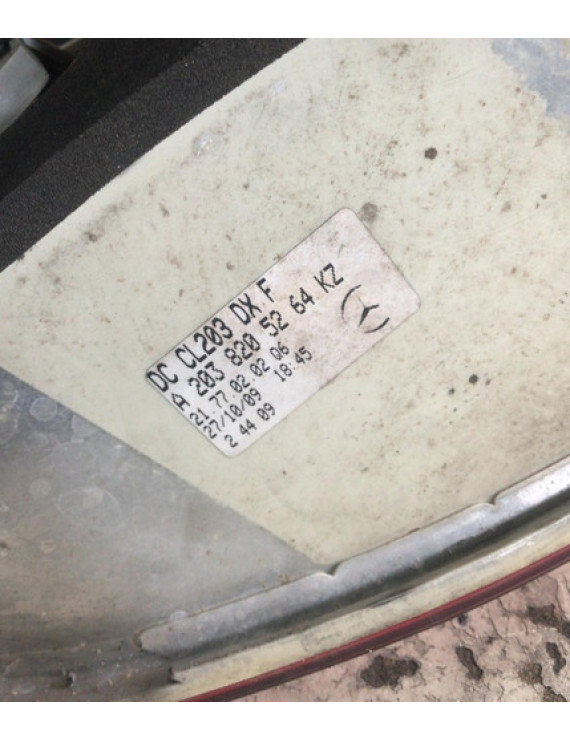 DC CL203 DX F
A 203 820 52 64 KZ
21.77.02.02 Q6
27/10/09 18:45
2 44 09